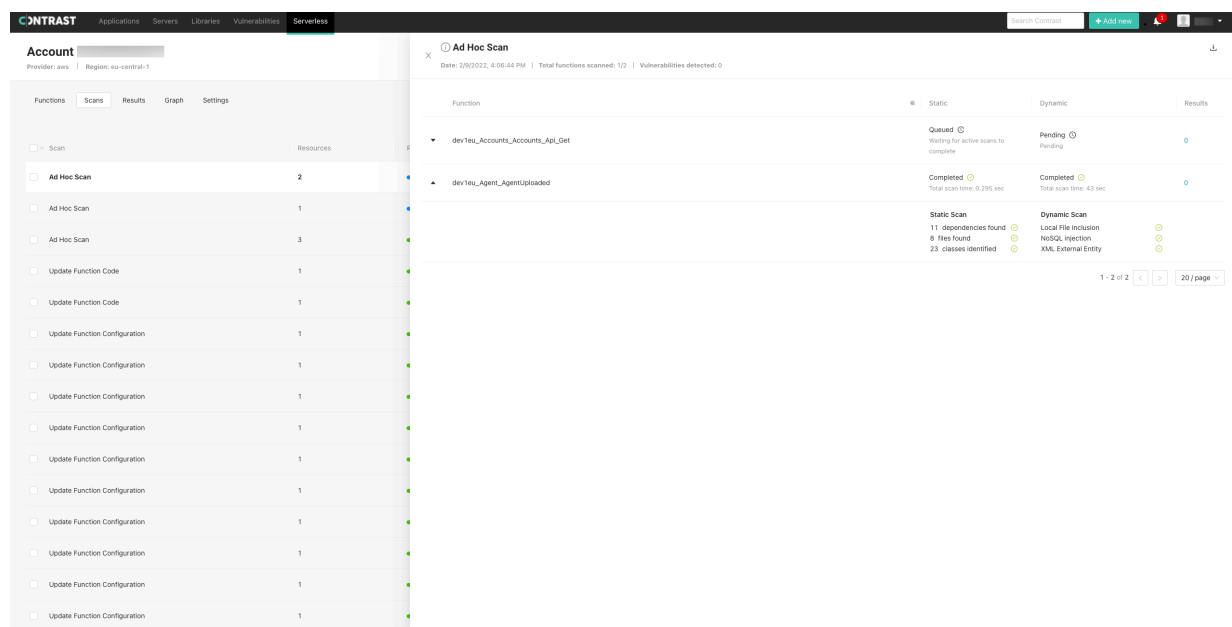 CONTRAST Applications Servers Libraries Vulnerabilities Serverless Search Contrast + Add new 1
Account
Provider: aws | Region: eu-central-1
Functions Scans Results Graph Settings
Scan Resources
Ad Hoc Scan 2
Ad Hoc Scan 1
Ad Hoc Scan 3
Update Function Code 1
Update Function Code 1
Update Function Configuration 1
Update Function Configuration 1
Update Function Configuration 1
Update Function Configuration 1
Update Function Configuration 1
Update Function Configuration 1
Update Function Configuration 1
Update Function Configuration 1
Update Function Configuration 1
Update Function Configuration 1
Ad Hoc Scan
Date: 2/9/2022, 4:06:44 PM | Total functions scanned: 1/2 | Vulnerabilities detected: 0
Function Static Dynamic Results
dev1eu_Accounts_Accounts_Api_Get
Queued
Waiting for active scans to
complete
Pending
Pending
0
dev1eu_Agent_AgentUploaded
Completed
Total scan time: 0.295 sec
Completed
Total scan time: 43 sec
0
Static Scan
11 dependencies found
8 files found
23 classes identified
Dynamic Scan
Local File Inclusion
NoSQL injection
XML External Entity
1 - 2 of 2 < > 20 / page